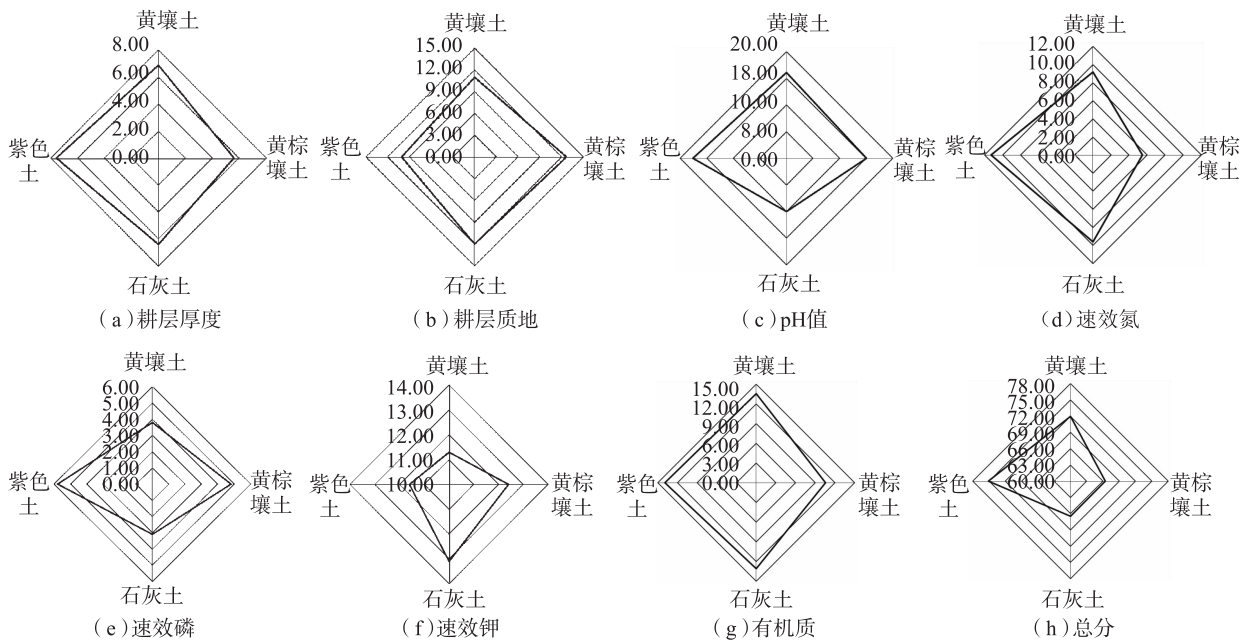 黄壤土
8.00
6.00
4.00
2.00
0.00
紫色
土
黄棕
壤土
石灰土
(a)耕层厚度
黄壤土
15.00
12.00
9.00
6.00
3.00
0.00
紫色
土
黄棕
壤土
石灰土
(b)耕层质地
黄壤土
20.00
18.00
10.00
8.00
0.00
紫色
土
黄棕
壤土
石灰土
(c)pH值
黄壤土
12.00
10.00
8.00
6.00
4.00
2.00
0.00
紫色
土
黄棕
壤土
石灰土
(d)速效氮
黄壤土
6.00
5.00
4.00
3.00
2.00
1.00
0.00
紫色
土
黄棕
壤土
石灰土
(e)速效磷
黄壤土
14.00
13.00
12.00
11.00
10.00
紫色
土
黄棕
壤土
石灰土
(f)速效钾
黄壤土
15.00
12.00
9.00
6.00
3.00
0.00
紫色
土
黄棕
壤土
石灰土
(g)有机质
黄壤土
78.00
75.00
72.00
69.00
66.00
63.00
60.00
紫色
土
黄棕
壤土
石灰土
(h)总分